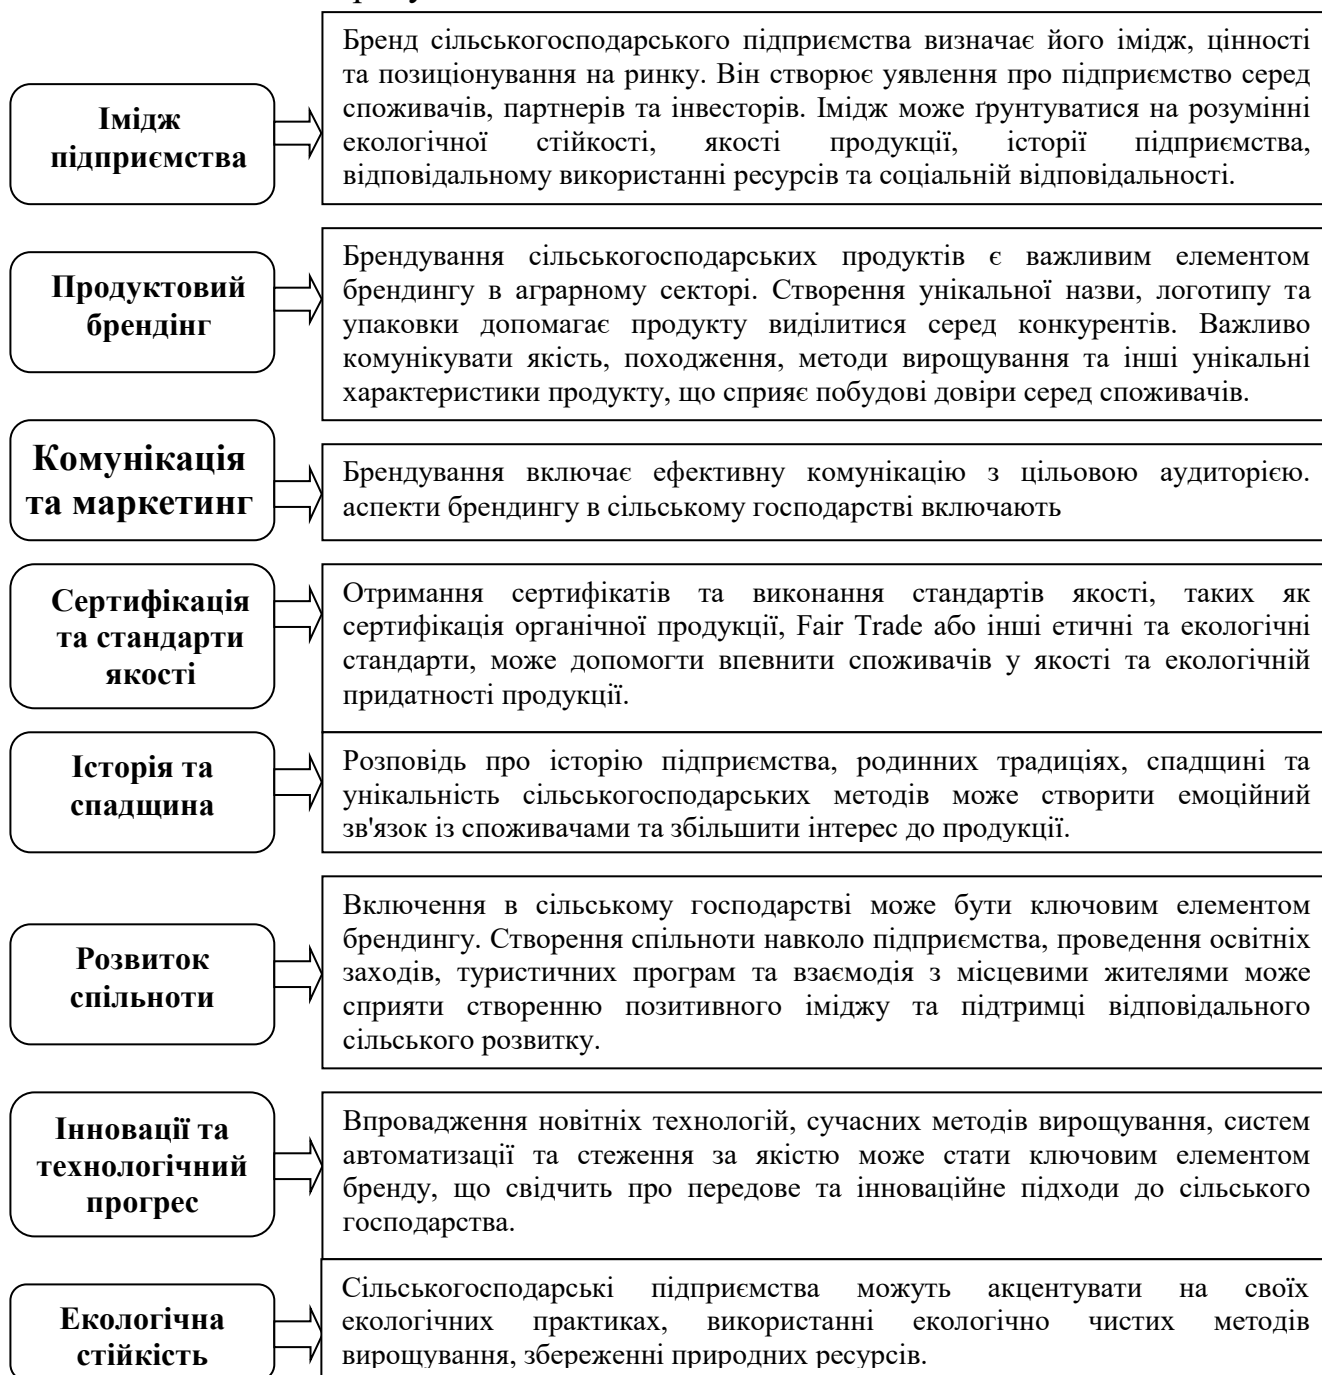 Імідж
підприємства
Бренд сільськогосподарського підприємства визначає його імідж, цінності
та позиціонування на ринку. Він створює уявлення про підприємство серед
споживачів, партнерів та інвесторів. Імідж може ґрунтуватися на розумінні
екологічної стійкості, якості продукції, історії підприємства,
відповідальному використанні ресурсів та соціальній відповідальності.
Продуктовий
брендінг
Брендування сільськогосподарських продуктів є важливим елементом
брендингу в аграрному секторі. Створення унікальної назви, логотипу та
упаковки допомагає продукту виділитися серед конкурентів. Важливо
комунікувати якість, походження, методи вирощування та інші унікальні
характеристики продукту, що сприяє побудові довіри серед споживачів.
Комунікація
та маркетинг
Брендування включає ефективну комунікацію з цільовою аудиторією.
аспекти брендингу в сільському господарстві включають
Сертифікація
та стандарти
якості
Отримання сертифікатів та виконання стандартів якості, таких як
сертифікація органічної продукції, Fair Trade або інші етичні та екологічні
стандарти, може допомогти впевнити споживачів у якості та екологічній
придатності продукції.
Історія та
спадщина
Розповідь про історію підприємства, родинних традиціях, спадщині та
унікальність сільськогосподарських методів може створити емоційний
зв'язок із споживачами та збільшити інтерес до продукції.
Розвиток
спільноти
Включення в сільському господарстві може бути ключовим елементом
брендингу. Створення спільноти навколо підприємства, проведення освітніх
заходів, туристичних програм та взаємодія з місцевими жителями може
сприяти створенню позитивного іміджу та підтримці відповідального
сільського розвитку.
Інновації та
технологічний
прогрес
Впровадження новітніх технологій, сучасних методів вирощування, систем
автоматизації та стеження за якістю може стати ключовим елементом
бренду, що свідчить про передове та інноваційне підходи до сільського
господарства.
Екологічна
стійкість
Сільськогосподарські підприємства можуть акцентувати на своїх
екологічних практиках, використанні екологічно чистих методів
вирощування, збереженні природних ресурсів.